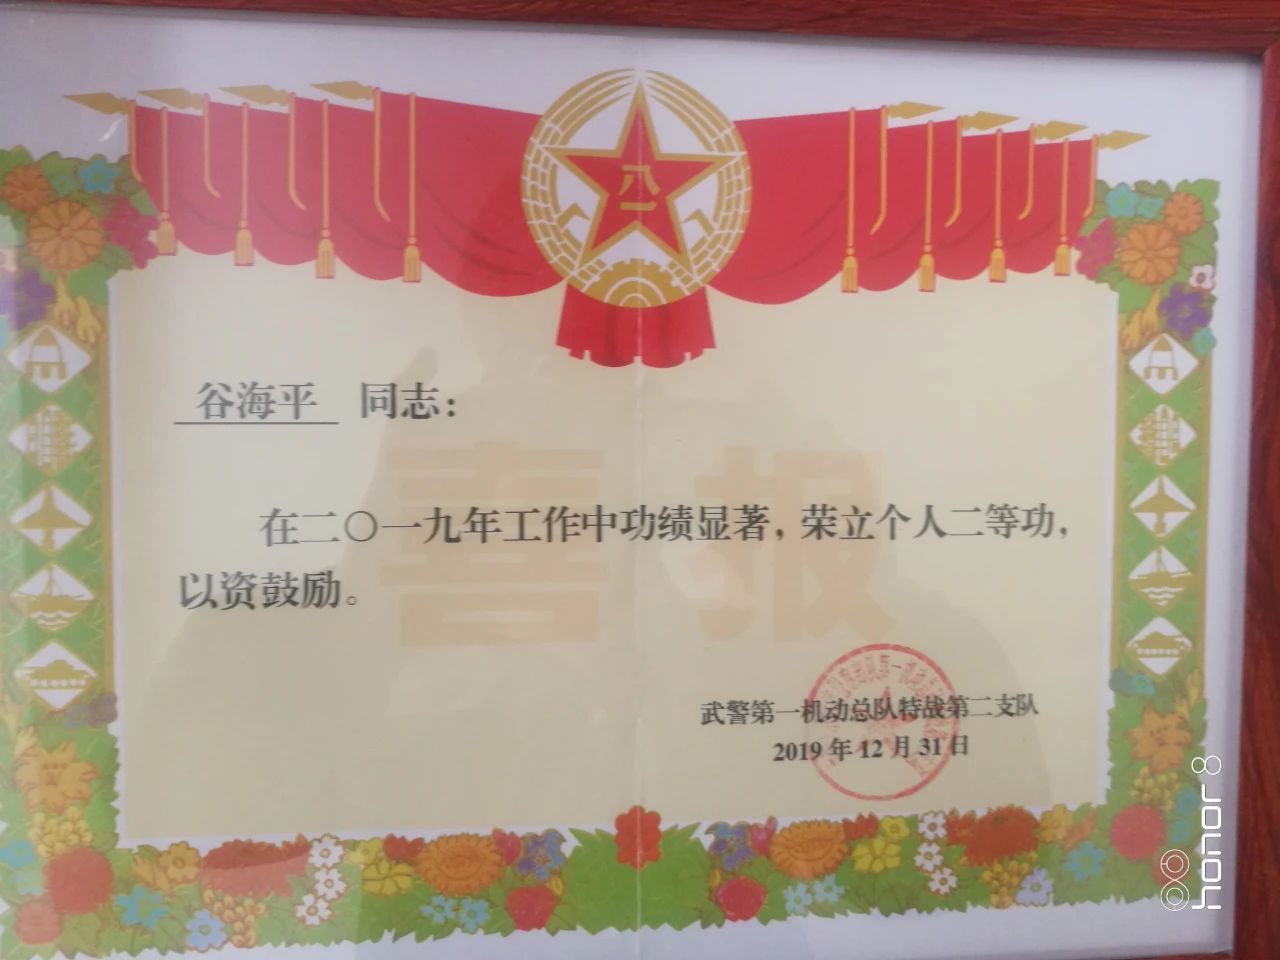 八一
谷海平 同志：
喜报
在二〇一九年工作中功绩显著，荣立个人二等功，
以资鼓励。
武警第一机动总队特战第二支队
2019年12月31日
honor 8